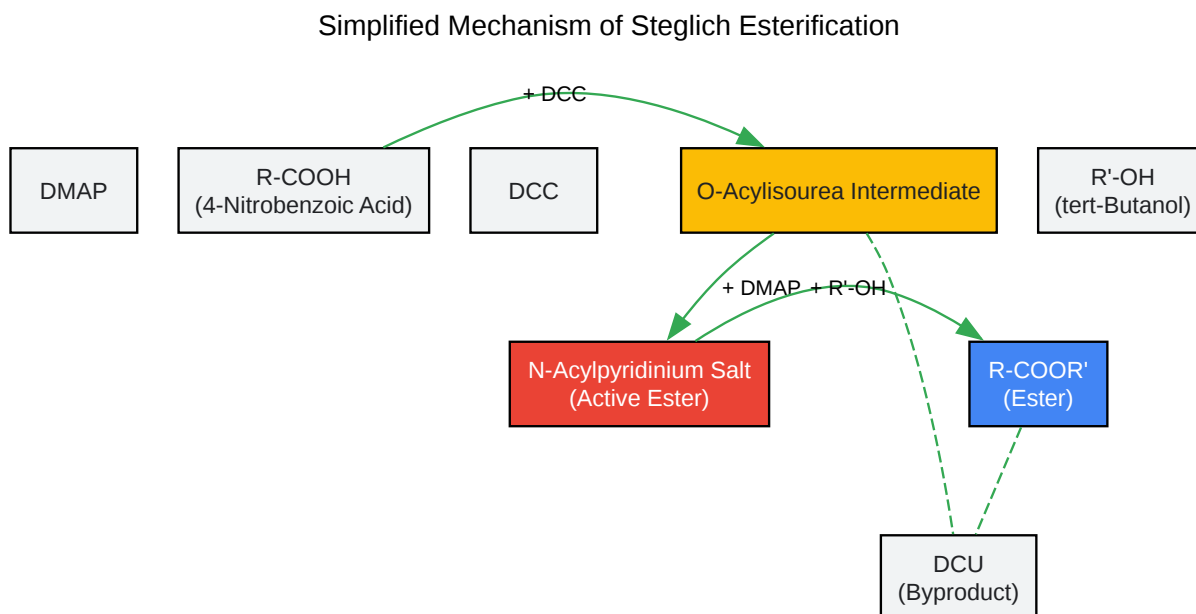 Simplified Mechanism of Steglich Esterification
+ DCC
DMAP
R-COOH
(4-Nitrobenzoic Acid)
DCC
O-Acylisourea Intermediate
R'-OH
(tert-Butanol)
+ DMAP
+ R'-OH
N-Acylpyridinium Salt
(Active Ester)
R-COOR'
(Ester)
DCU
(Byproduct)